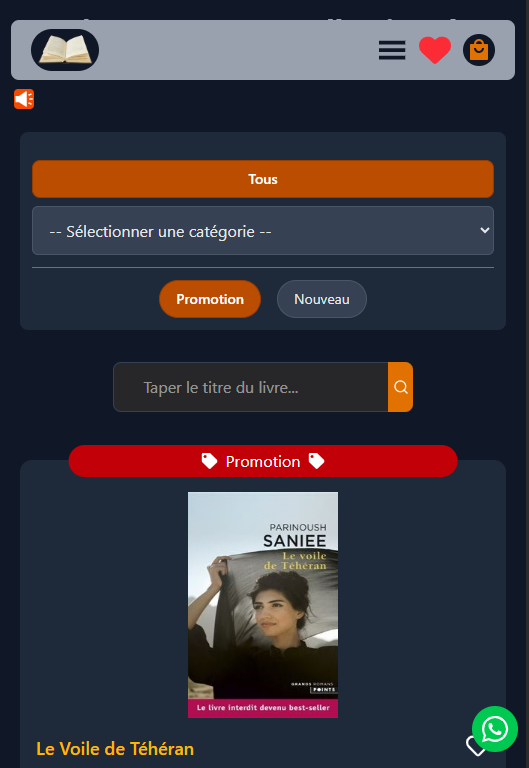 Tous
-- Sélectionner une catégorie --
Promotion
Nouveau
Taper le titre du livre...
Promotion
PARINOUSH
SANIEE
Le voile
de Téhéran
GRANDS ROMANS
POINTS
Le livre interdit devenu best-seller
Le Voile de Téhéran